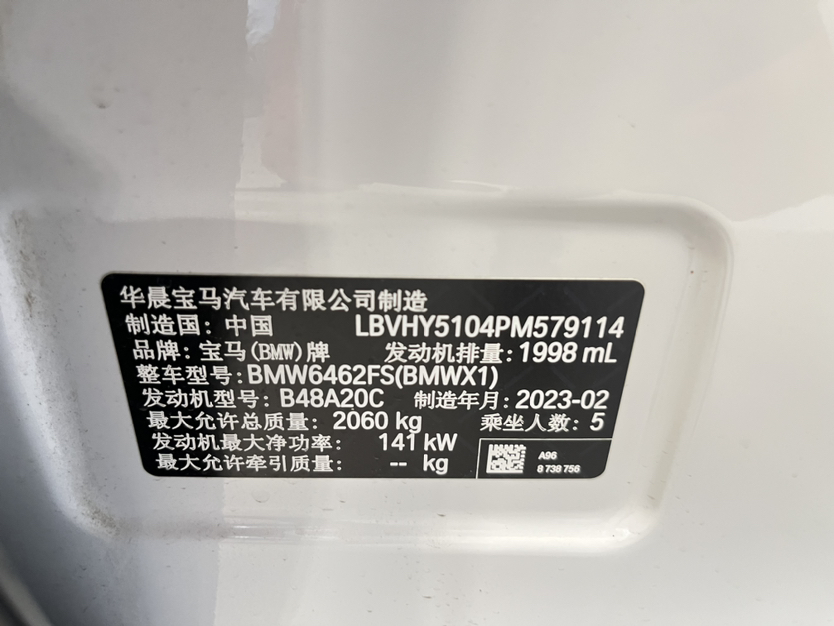 华晨宝马汽车有限公司制造
制造国: 中国 LBVHY5104PM579114
品牌: 宝马(BMW)牌 发动机排量: 1998 mL
整车型号: BMW6462FS(BMWX1)
发动机型号: B48A20C 制造年月: 2023-02
最大允许总质量: 2060 kg 乘坐人数: 5
发动机最大净功率: 141 kW
最大允许牵引质量: -- kg
A96
8 738 756